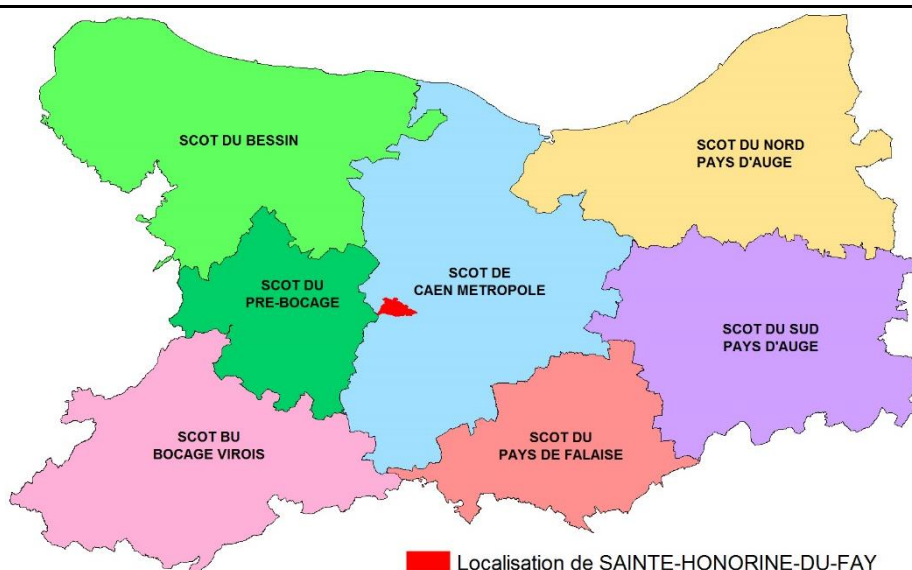 SCOT DU BESSIN
SCOT DU NORD
PAYS D'AUGE
SCOT DE
CAEN METROPOLE
SCOT DU
PRE-BOCAGE
SCOT DU SUD
PAYS D'AUGE
SCOT BU
BOCAGE VIROIS
SCOT DU
PAYS DE FALAISE
Localisation de SAINTE-HONORINE-DU-FAY